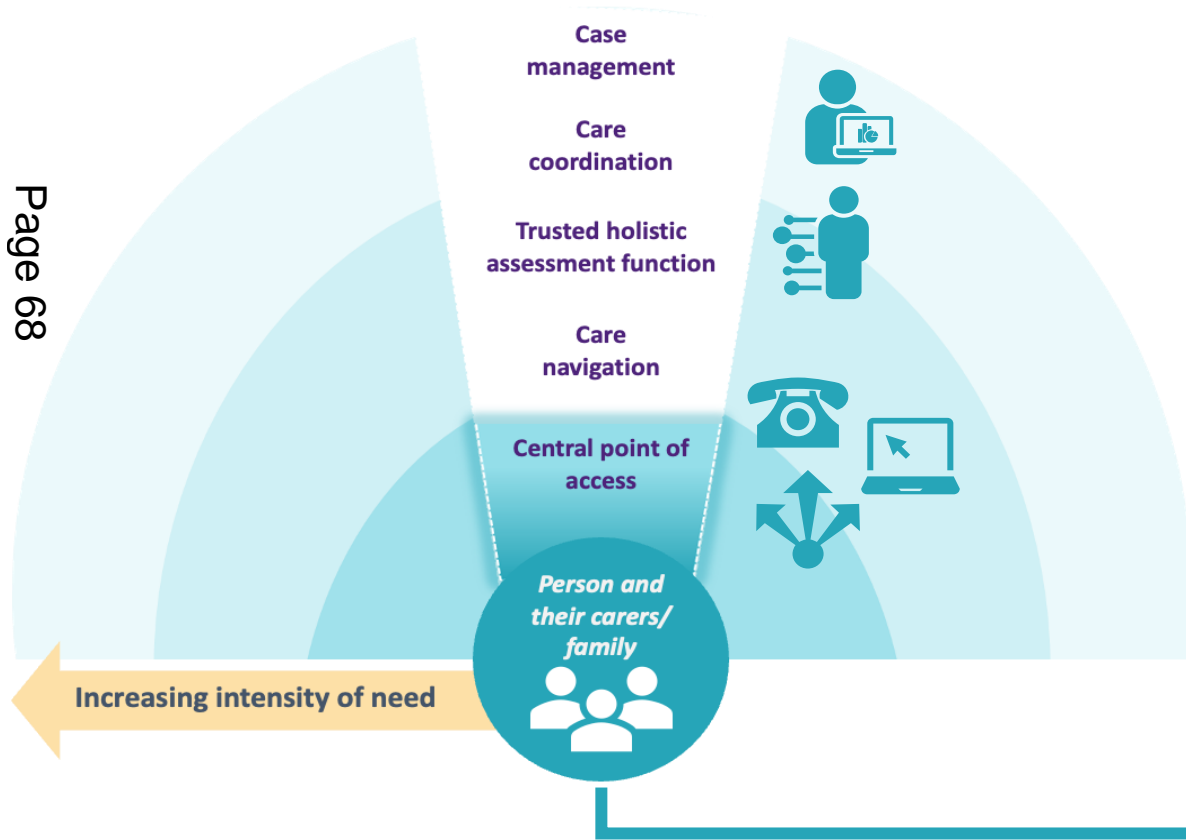 Case
management
Care
coordination
Trusted holistic
assessment function
Care
navigation
Central point of
access
Person and
their carers/
family
Increasing intensity of need
Page 68